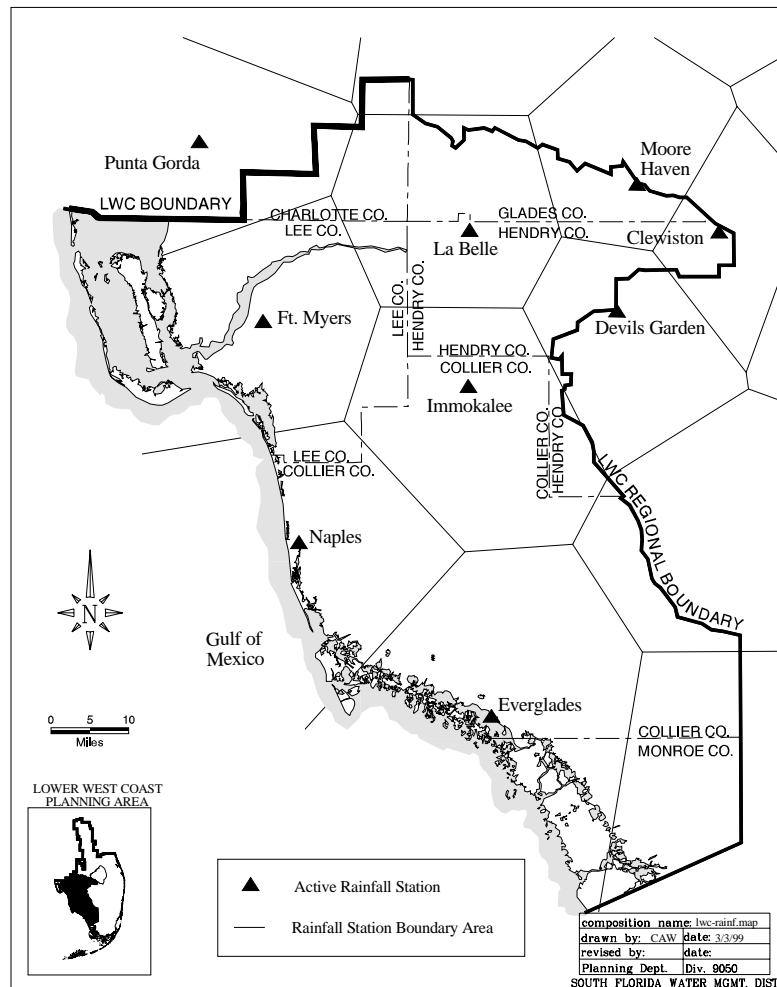 Punta Gorda
Moore
Haven
LWC BOUNDARY
CHARLOTTE CO.
LEE CO.
GLADES CO.
HENDRY CO.
La Belle
Clewiston
Ft. Myers
LEE CO.
HENDRY CO.
Devils Garden
HENDRY CO.
COLLIER CO.
Immokalee
COLLIER CO.
HENDRY CO.
LEE CO.
COLLIER CO.
LWC REGIONAL BOUNDARY
Naples
N
Gulf of
Mexico
Everglades
0 5 10
Miles
COLLIER CO.
MONROE CO.
LOWER WEST COAST
PLANNING AREA
Active Rainfall Station
Rainfall Station Boundary Area
composition name: lwc-rainf.map
drawn by: CAW date: 3/3/99
revised by: date:
Planning Dept. Div. 9050
SOUTH FLORIDA WATER MGMT. DIST